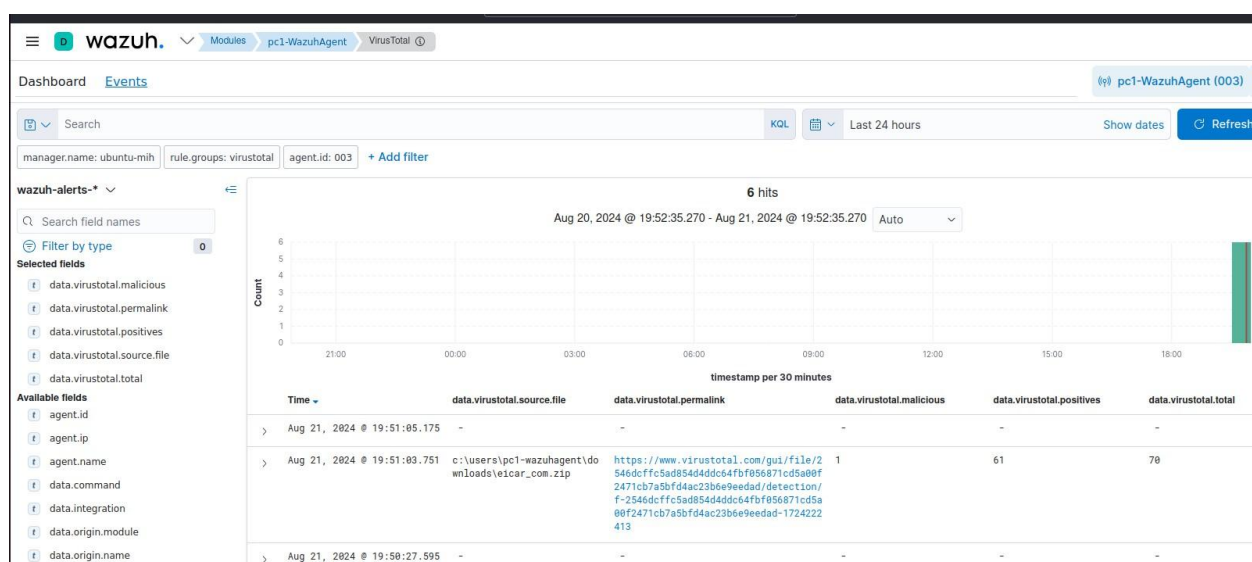 D wazuh. Modules pc1-WazuhAgent VirusTotal
Dashboard Events pc1-WazuhAgent (003)
Search KQL Last 24 hours Show dates Refresh
manager.name: ubuntu-mih rule.groups: virustotal agent.id: 003 + Add filter
wazuh-alerts-*
Search field names
Filter by type 0
Selected fields
t data.virustotal.malicious
t data.virustotal.permalink
t data.virustotal.positives
t data.virustotal.source.file
t data.virustotal.total
Available fields
t agent.id
t agent.ip
t agent.name
t data.command
t data.integration
t data.origin.module
t data.origin.name
6 hits
Aug 20, 2024 @ 19:52:35.270 - Aug 21, 2024 @ 19:52:35.270 Auto
Count
6
5
4
3
2
1
0
21:00 00:00 03:00 06:00 09:00 12:00 15:00 18:00
timestamp per 30 minutes
Time data.virustotal.source.file data.virustotal.permalink data.virustotal.malicious data.virustotal.positives data.virustotal.total
Aug 21, 2024 @ 19:51:05.175 - - - - -
Aug 21, 2024 @ 19:51:03.751 c:\users\pc1-wazuhagent\do https://www.virustotal.com/gui/file/2 1 61 70
wnloads\eicar_com.zip 546dcffc5ad854d4ddc64fbf056871cd5a00f
2471cb7a5bfd4ac23b6e9eedad/detection/
f-2546dcffc5ad854d4ddc64fbf056871cd5a
00f2471cb7a5bfd4ac23b6e9eedad-1724222
413
Aug 21, 2024 @ 19:50:27.595 - - - - -